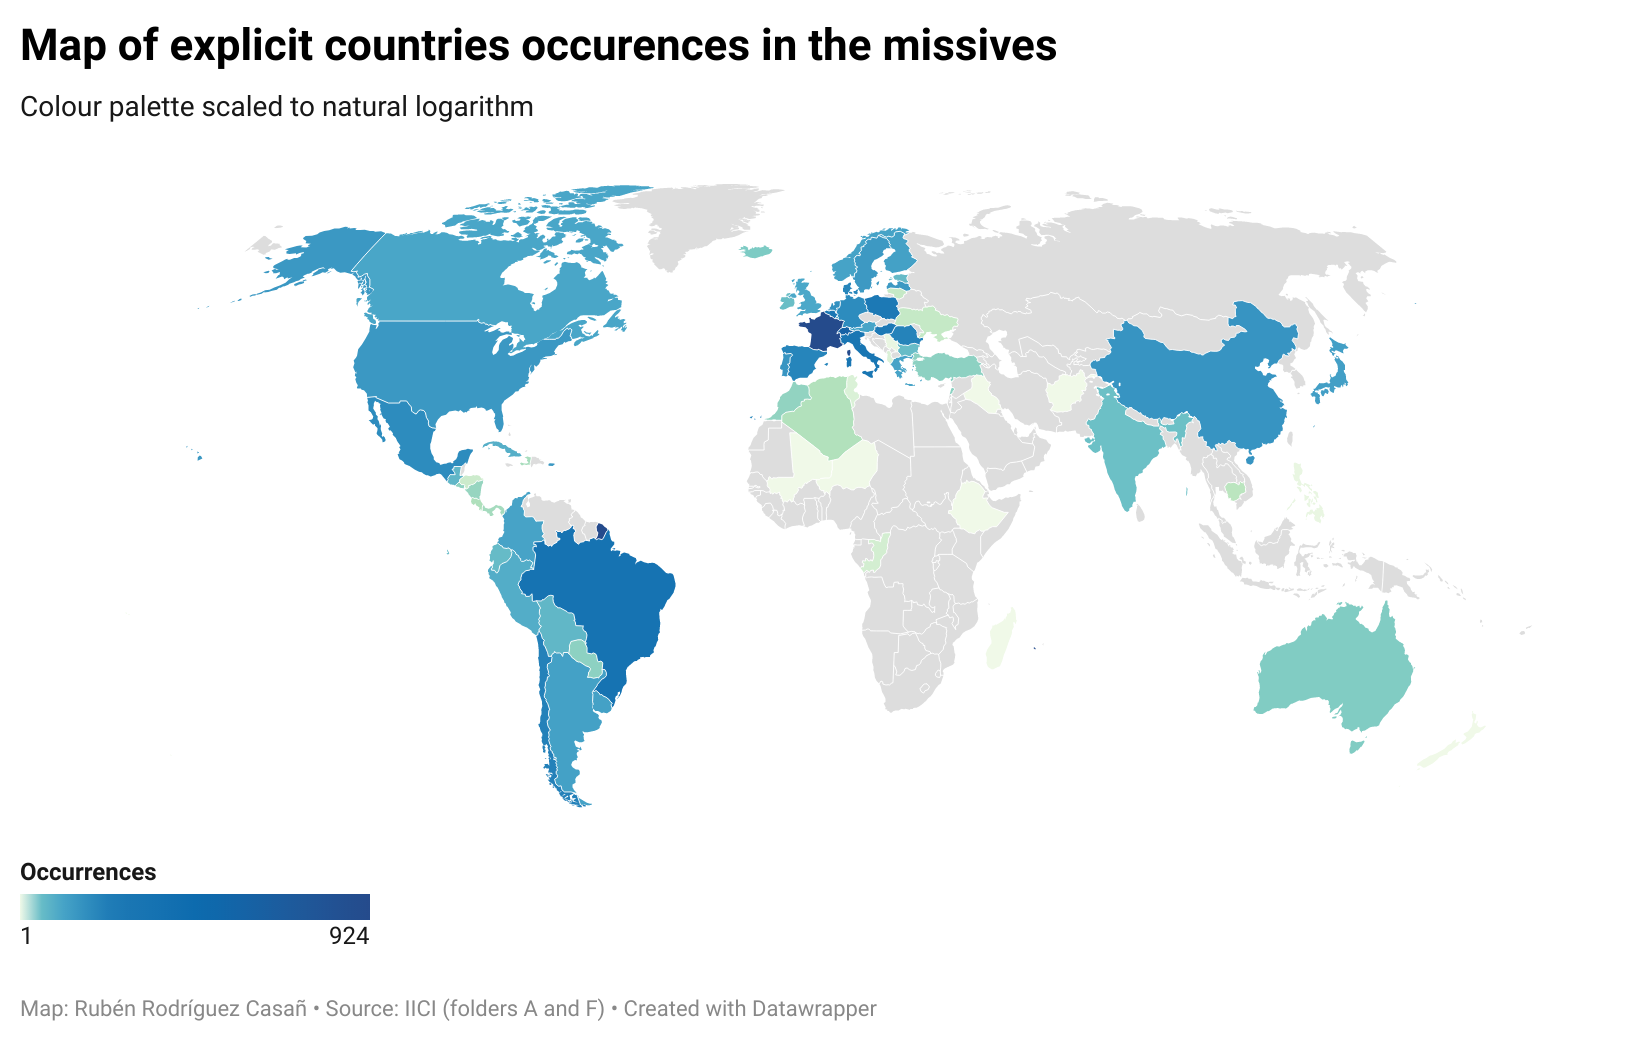 Map of explicit countries occurences in the missives
Colour palette scaled to natural logarithm
Occurrences
1 924
Map: Rubén Rodríguez Casañ • Source: IICI (folders A and F) • Created with Datawrapper